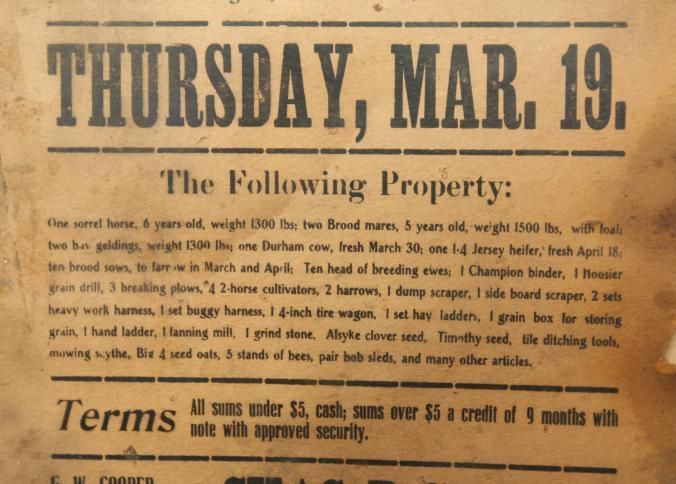 THURSDAY, MAR. 19.
The Following Property:
One sorrel horse, 6 years old, weight 1300 lbs; two Brood mares, 5 years old, weight 1500 lbs, with foal;
two bay geldings, weight 1300 lbs; one Durham cow, fresh March 30; one 1-4 Jersey heifer, fresh April 18;
ten brood sows, to farrow in March and April; Ten head of breeding ewes; 1 Champion binder, 1 Hoosier
grain drill, 3 breaking plows, 4 2-horse cultivators, 2 harrows, 1 dump scraper, 1 side board scraper, 2 sets
heavy work harness, 1 set buggy harness, 1 4-inch tire wagon, 1 set hay ladders, 1 grain box for storing
grain, 1 hand ladder, 1 fanning mill, 1 grind stone, Alsyke clover seed, Timothy seed, tile ditching tools,
mowing scythe, Big 4 seed oats, 5 stands of bees, pair bob sleds, and many other articles.
Terms All sums under $5, cash; sums over $5 a credit of 9 months with
note with approved security.
G. W. COOPER